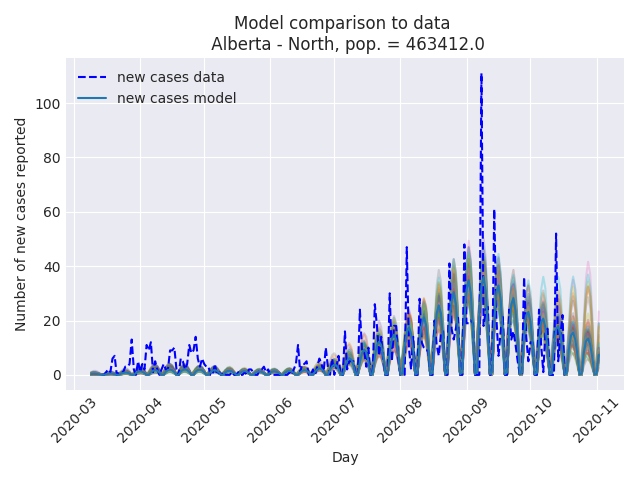 Model comparison to data
Alberta - North, pop. = 463412.0
new cases data
new cases model
Number of new cases reported
100
80
60
40
20
0
2020-03
2020-04
2020-05
2020-06
2020-07
2020-08
2020-09
2020-10
2020-11
Day